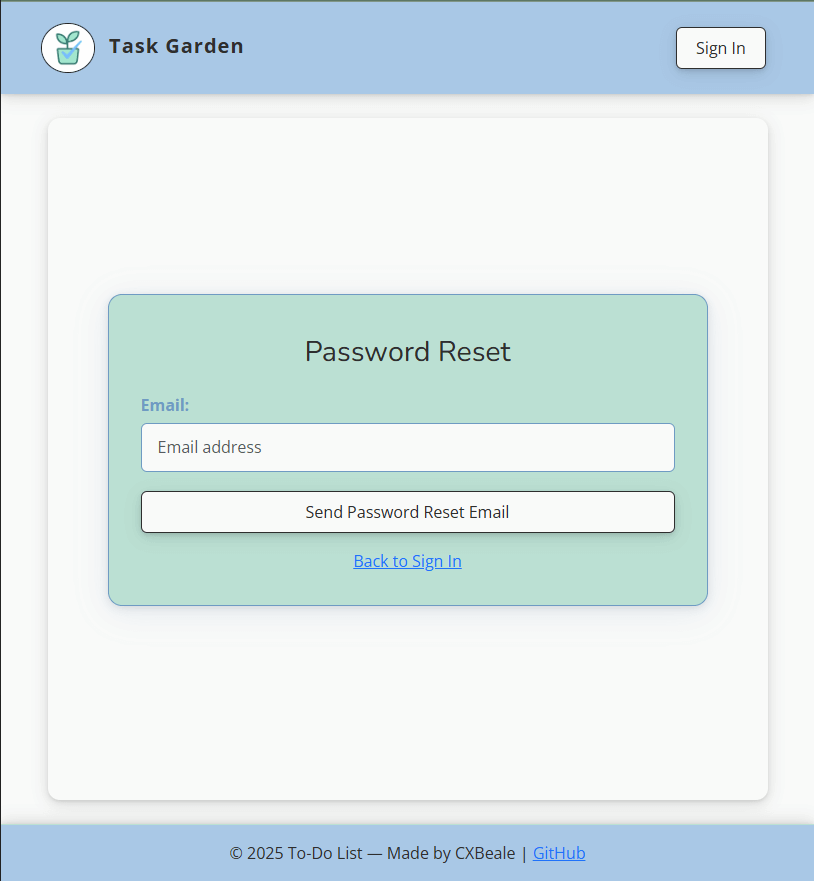 Task Garden
Sign In
Password Reset
Email:
Email address
Send Password Reset Email
Back to Sign In
© 2025 To-Do List — Made by CXBeale | GitHub